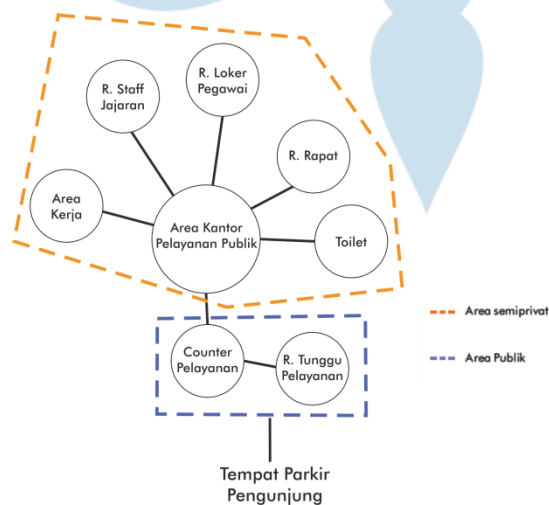 R. Loker
Pegawai
R. Staff
Jajaran
R. Rapat
Area
Kerja
Area Kantor
Pelayanan Publik
Toilet
Area semiprivat
Counter
Pelayanan
R. Tunggu
Pelayanan
Area Publik
Tempat Parkir
Pengunjung